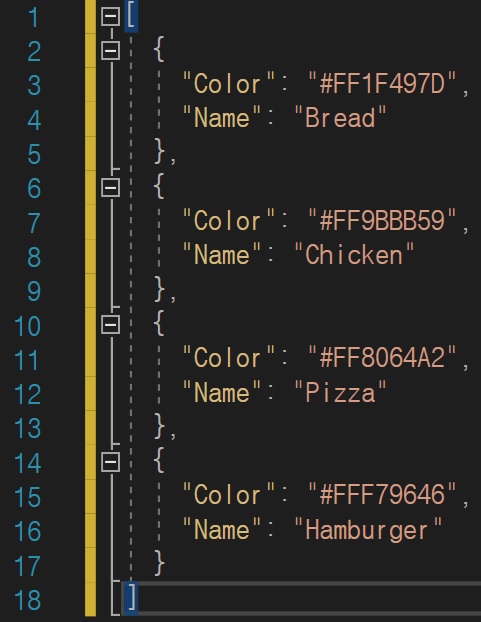 1 [
2 {
3 "Color": "#FF1F497D",
4 "Name": "Bread"
5 },
6 {
7 "Color": "#FF9BBB59",
8 "Name": "Chicken"
9 },
10 {
11 "Color": "#FF8064A2",
12 "Name": "Pizza"
13 },
14 {
15 "Color": "#FFF79646",
16 "Name": "Hamburger"
17 }
18 ]